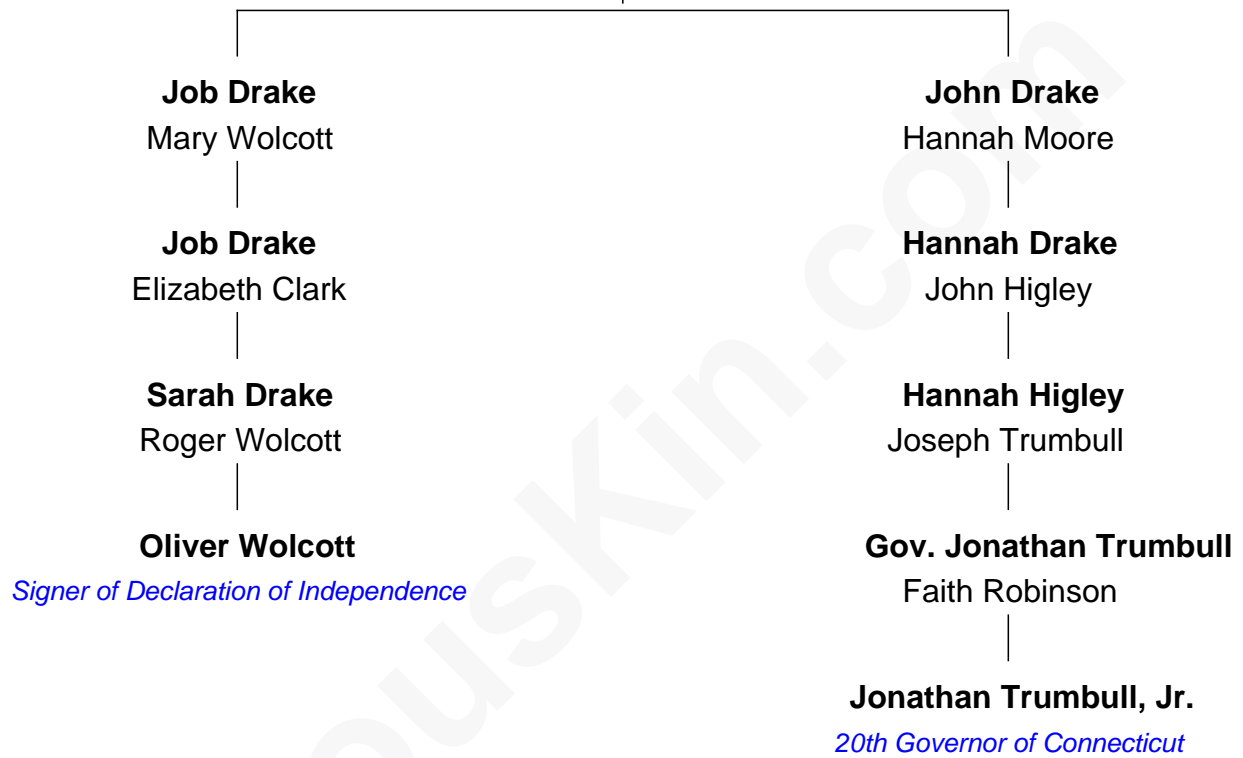 Job Drake
Mary Wolcott
John Drake
Hannah Moore
Job Drake
Elizabeth Clark
Hannah Drake
John Higley
Sarah Drake
Roger Wolcott
Hannah Higley
Joseph Trumbull
Oliver Wolcott
Signer of Declaration of Independence
Gov. Jonathan Trumbull
Faith Robinson
Jonathan Trumbull, Jr.
20th Governor of Connecticut
ousKin.com